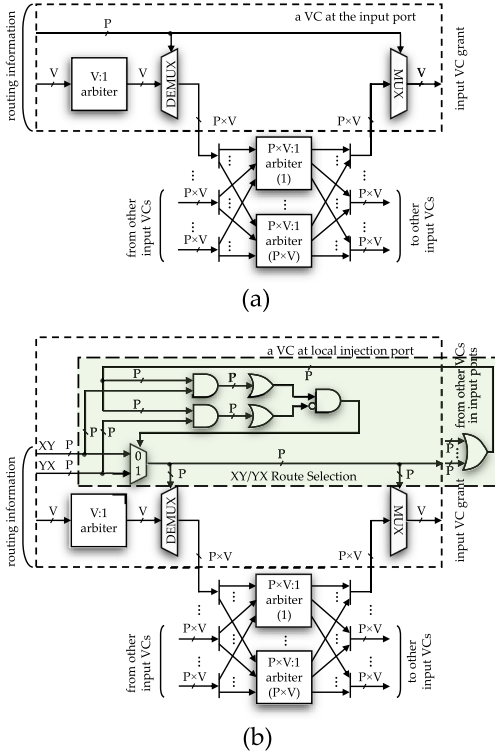 a VC at the input port
routing information
P
V
V:1
arbiter
V
DEMUX
MUX
V
input VC grant
P×V
P×V
P×V:1
arbiter
(1)
...
P×V:1
arbiter
(P×V)
from other
input VCs
P×V
...
P×V
P×V
...
P×V
to other
input VCs
(a)
a VC at local injection port
P
P
P
P
P
P
P
from other VCs
in input ports
XY P
YX P
0
1
P
P
P
P
P
XY/YX Route Selection
routing information
V
V:1
arbiter
V
DEMUX
MUX
V
input VC grant
P×V
P×V
P×V:1
arbiter
(1)
...
P×V:1
arbiter
(P×V)
from other
input VCs
P×V
...
P×V
P×V
...
P×V
to other
input VCs
(b)